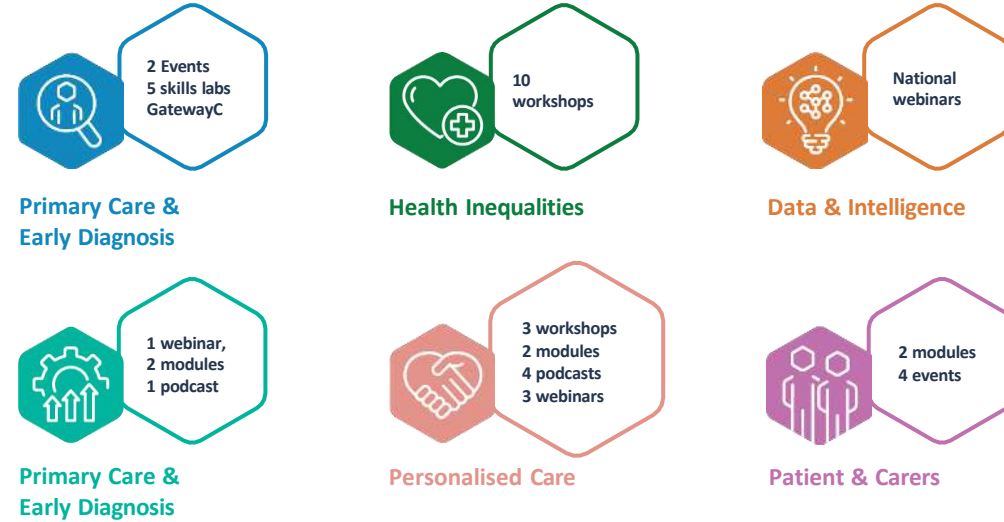 2 Events
5 skills labs
GatewayC
Primary Care &
Early Diagnosis
10
workshops
Health Inequalities
National
webinars
Data & Intelligence
1 webinar,
2 modules
1 podcast
Primary Care &
Early Diagnosis
3 workshops
2 modules
4 podcasts
3 webinars
Personalised Care
2 modules
4 events
Patient & Carers